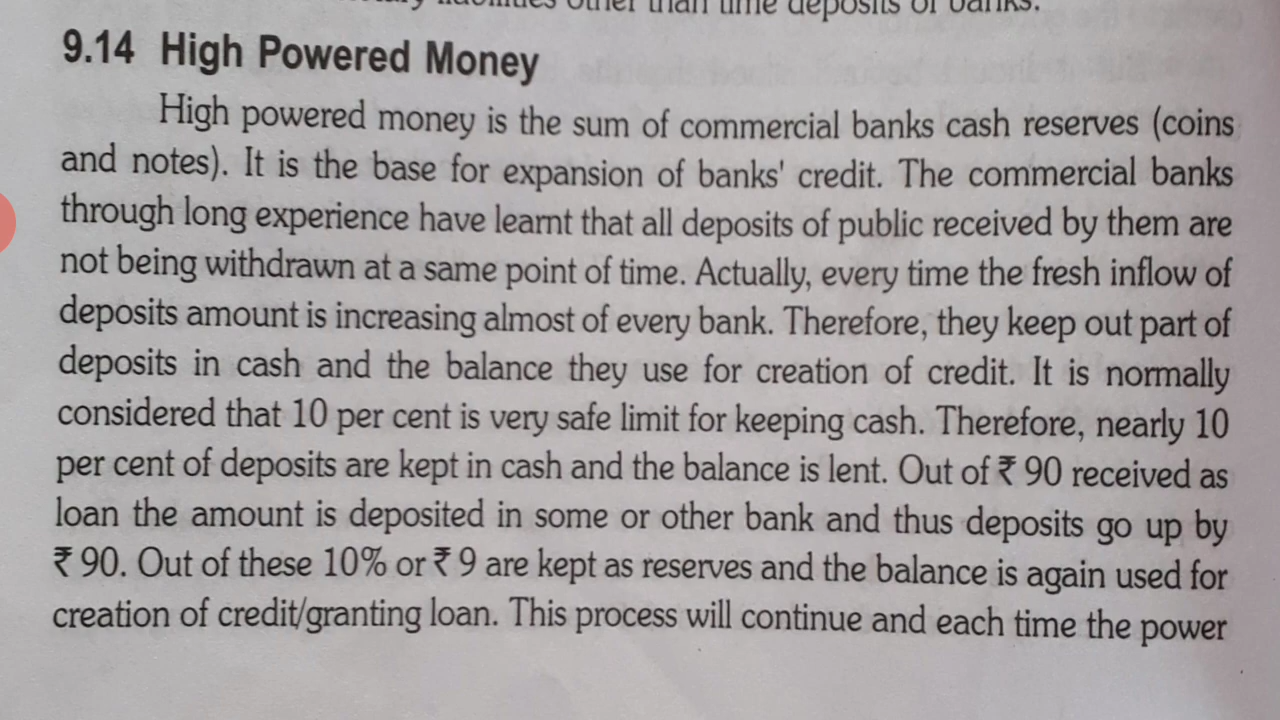 liabilities other than time deposits of banks.
9.14 High Powered Money
High powered money is the sum of commercial banks cash reserves (coins
and notes). It is the base for expansion of banks' credit. The commercial banks
through long experience have learnt that all deposits of public received by them are
not being withdrawn at a same point of time. Actually, every time the fresh inflow of
deposits amount is increasing almost of every bank. Therefore, they keep out part of
deposits in cash and the balance they use for creation of credit. It is normally
considered that 10 per cent is very safe limit for keeping cash. Therefore, nearly 10
per cent of deposits are kept in cash and the balance is lent. Out of ₹ 90 received as
loan the amount is deposited in some or other bank and thus deposits go up by
₹ 90. Out of these 10% or ₹ 9 are kept as reserves and the balance is again used for
creation of credit/granting loan. This process will continue and each time the power